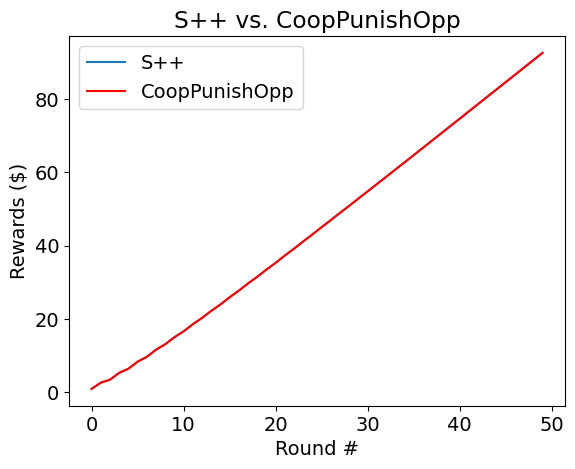 S++ vs. CoopPunishOpp
S++
CoopPunishOpp
Rewards ($)
80
60
40
20
0
0 10 20 30 40 50
Round #